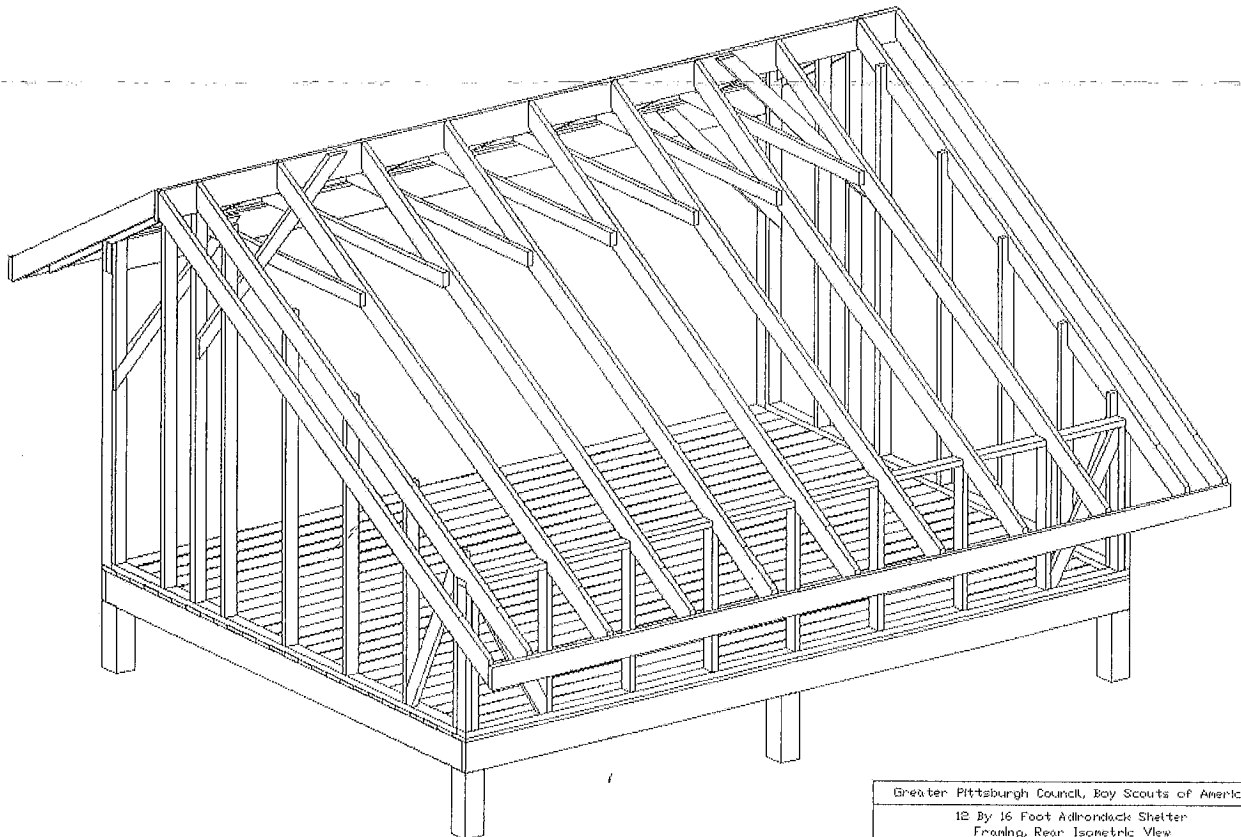 Greater Pittsburgh Council, Boy Scouts of Americ
12 By 16 Foot Adirondack Shelter
Framing, Rear Isometric View